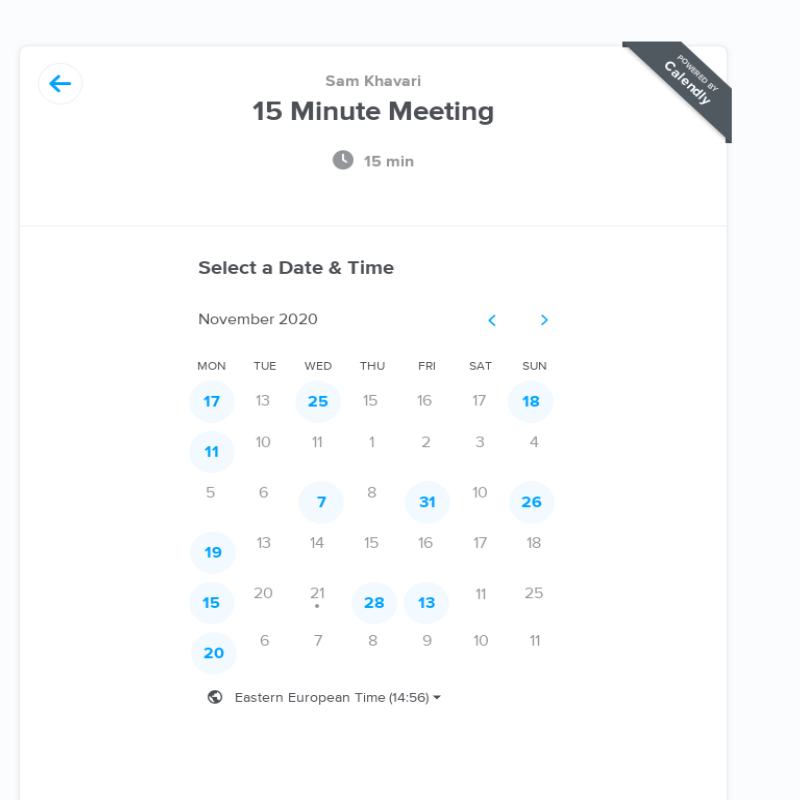 POWERED BY
Calendly
Sam Khavari
15 Minute Meeting
15 min
Select a Date & Time
November 2020
MON TUE WED THU FRI SAT SUN
17 13 25 15 16 17 18
11 10 11 1 2 3 4
5 6 7 8 31 10 26
19 13 14 15 16 17 18
15 20 21 28 13 11 25
20 6 7 8 9 10 11
Eastern European Time (14:56)